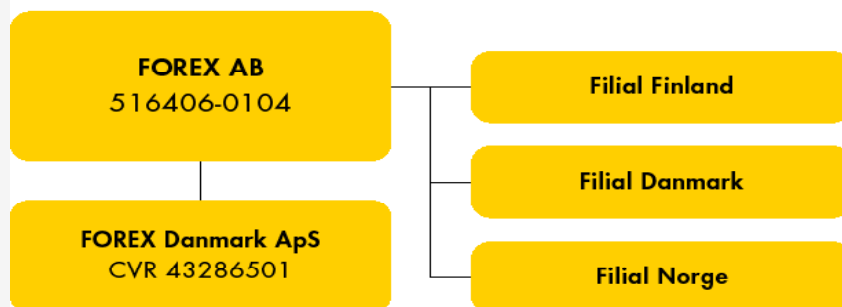 FOREX AB
516406-0104
Filial Finland
Filial Danmark
FOREX Danmark ApS
CVR 43286501
Filial Norge